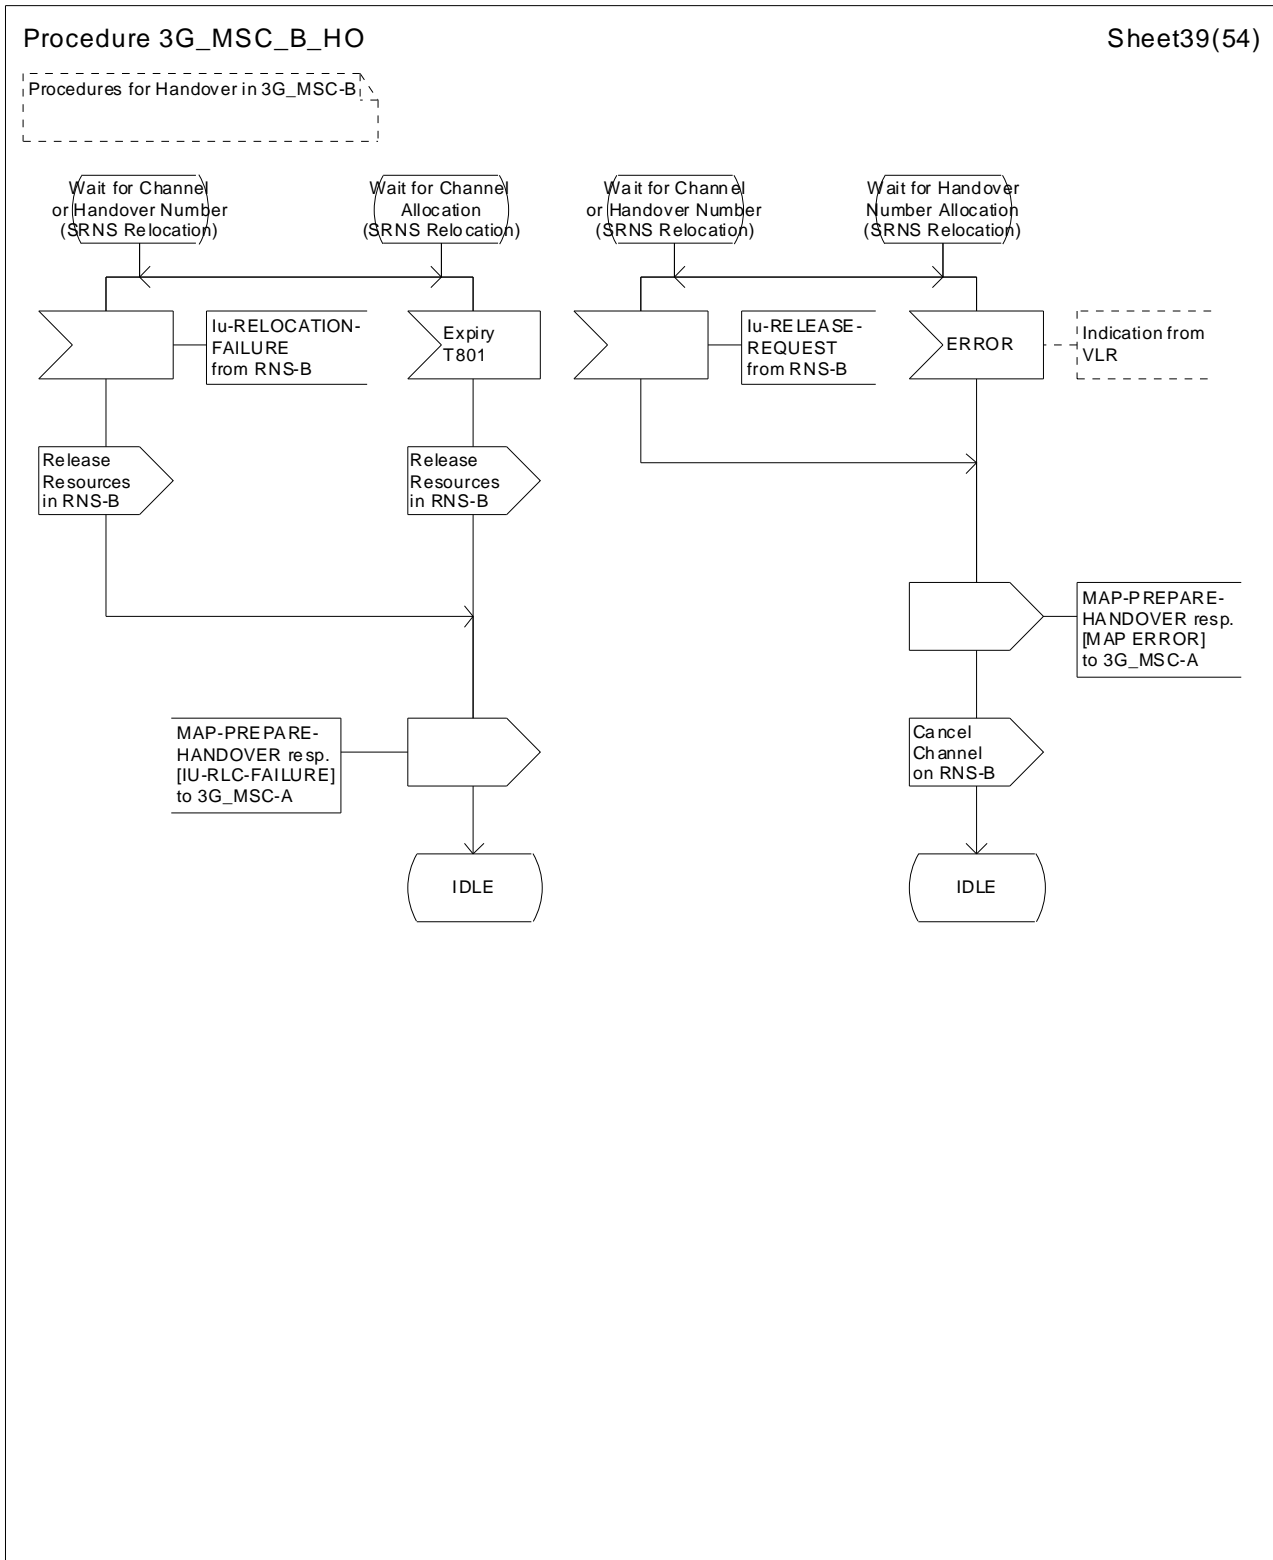 Procedure 3G_MSC_B_HO
Sheet39(54)
Procedures for Handover in 3G_MSC-B
Wait for Channel
or Handover Number
(SRNS Relocation)
Wait for Channel
Allocation
(SRNS Relocation)
Wait for Channel
or Handover Number
(SRNS Relocation)
Wait for Handover
Number Allocation
(SRNS Relocation)
Iu-RELOCATION-
FAILURE
from RNS-B
Expiry
T801
Iu-RELEASE-
REQUEST
from RNS-B
ERROR
Indication from
VLR
Release
Resources
in RNS-B
Release
Resources
in RNS-B
MAP-PREPARE-
HANDOVER resp.
[MAP ERROR]
to 3G_MSC-A
MAP-PREPARE-
HANDOVER resp.
[IU-RLC-FAILURE]
to 3G_MSC-A
Cancel
Channel
on RNS-B
IDLE
IDLE